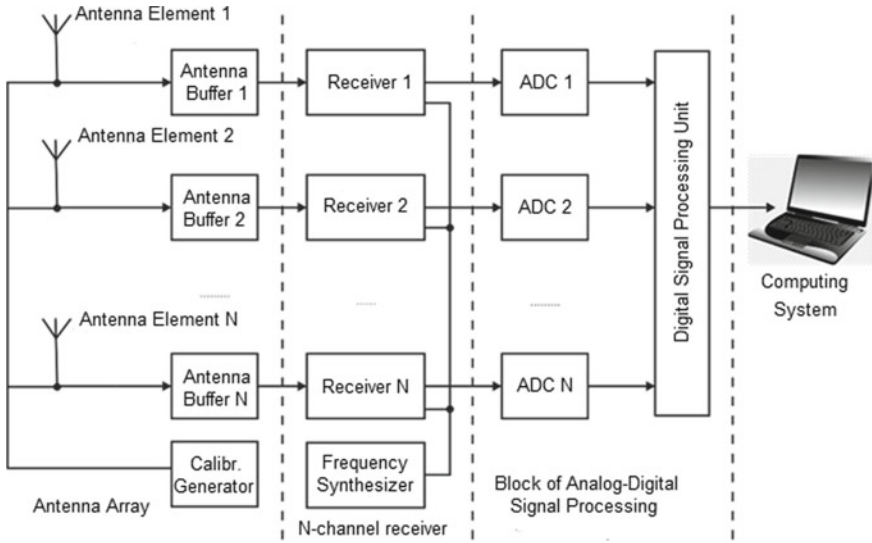 Antenna Element 1
Antenna
Buffer 1
Receiver 1
ADC 1
Antenna Element 2
Antenna
Buffer 2
Receiver 2
ADC 2
Digital Signal Processing Unit
Computing
System
Antenna Element N
Antenna
Buffer N
Receiver N
ADC N
Calibr.
Generator
Frequency
Synthesizer
Antenna Array
N-channel receiver
Block of Analog-Digital
Signal Processing